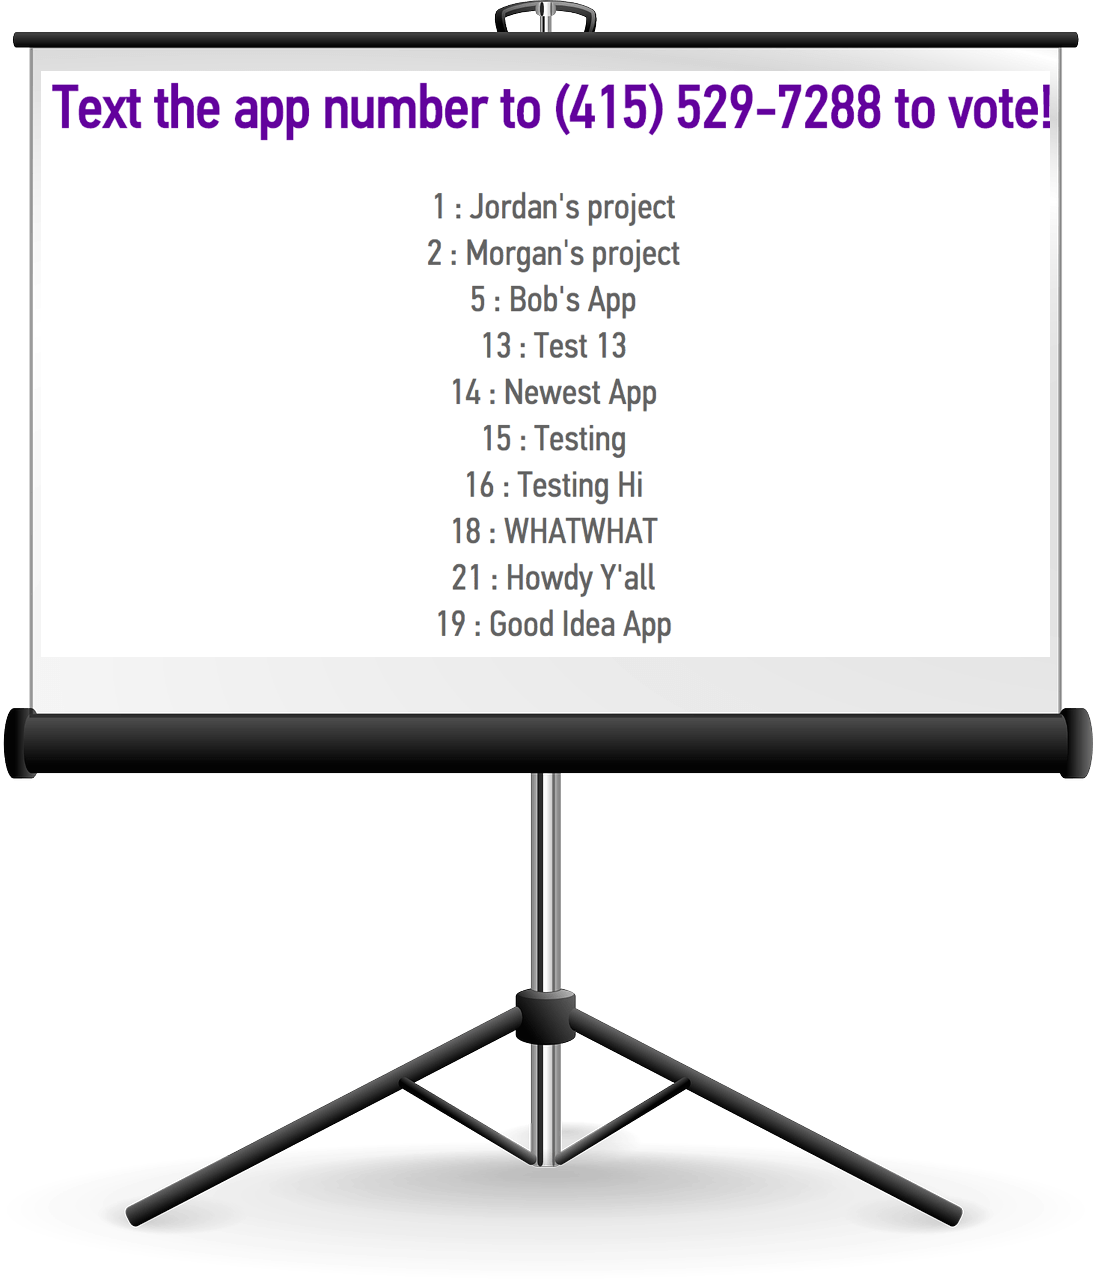 Text the app number to (415) 529-7288 to vote!
1 : Jordan's project
2 : Morgan's project
5 : Bob's App
13 : Test 13
14 : Newest App
15 : Testing
16 : Testing Hi
18 : WHATWHAT
21 : Howdy Y'all
19 : Good Idea App